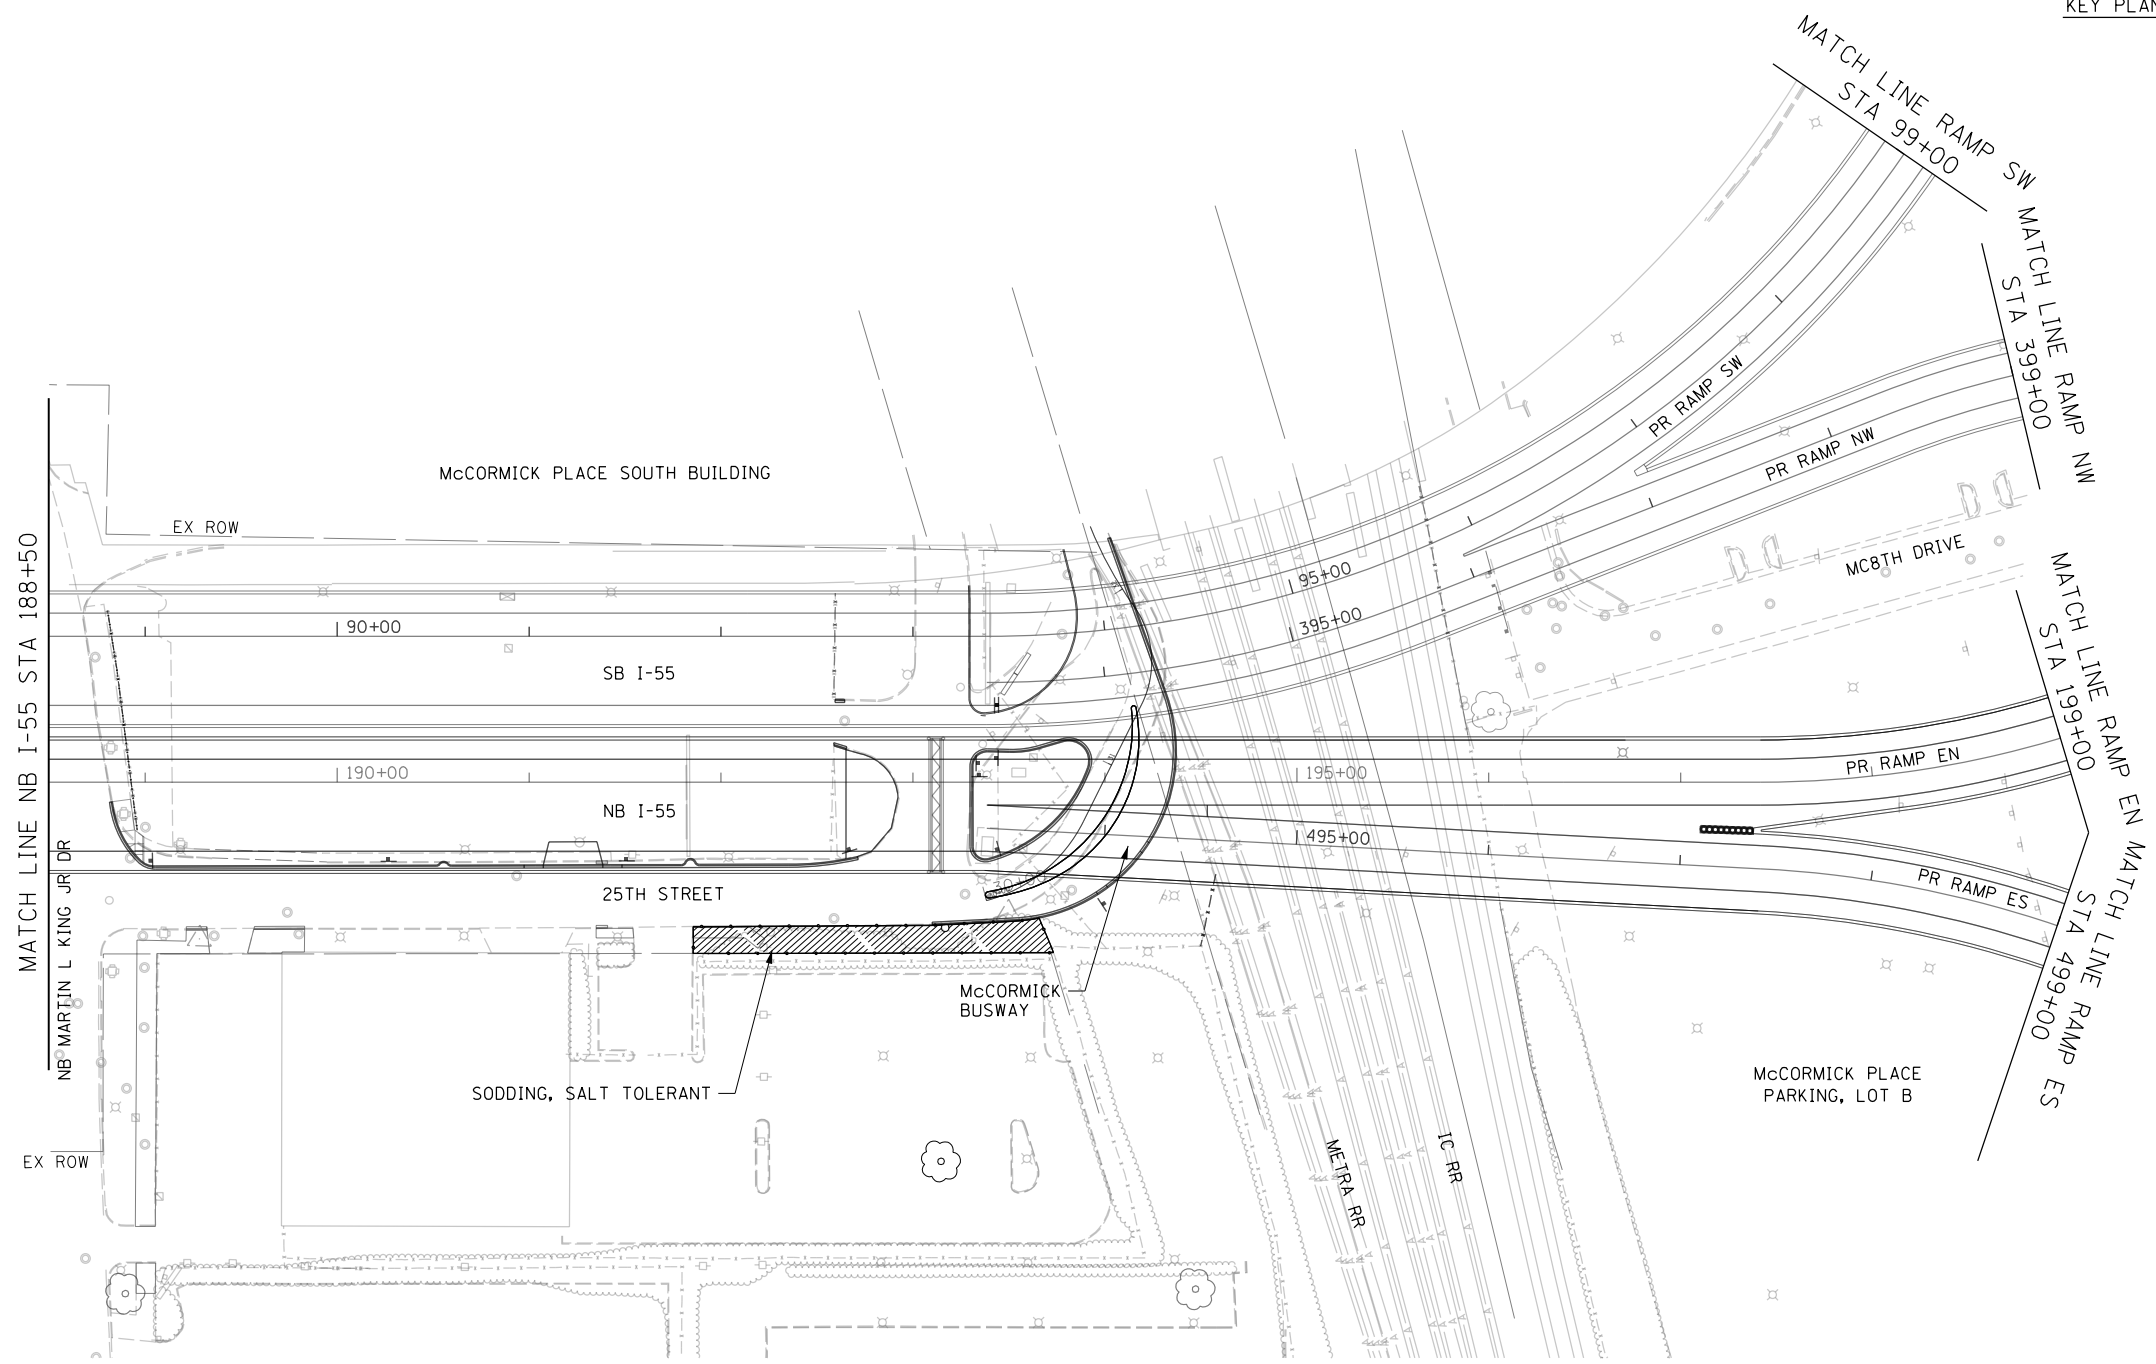 KEY PLAN
MATCH LINE RAMP SW
STA 99+00
MATCH LINE RAMP NW
STA 399+00
PR RAMP SW
PR RAMP NW
McCORMICK PLACE SOUTH BUILDING
EX ROW
MC8TH DRIVE
MATCH LINE NB I-55 STA 188+50
95+00
395+00
90+00
SB I-55
MATCH LINE RAMP EN
STA 199+00
190+00
195+00
PR RAMP EN
NB I-55
495+00
25TH STREET
PR RAMP ES
MATCH LINE RAMP ES
STA 499+00
NB MARTIN L KING JR DR
McCORMICK
BUSWAY
SODDING, SALT TOLERANT
McCORMICK PLACE
PARKING, LOT B
EX ROW
METRA RR
IC RR